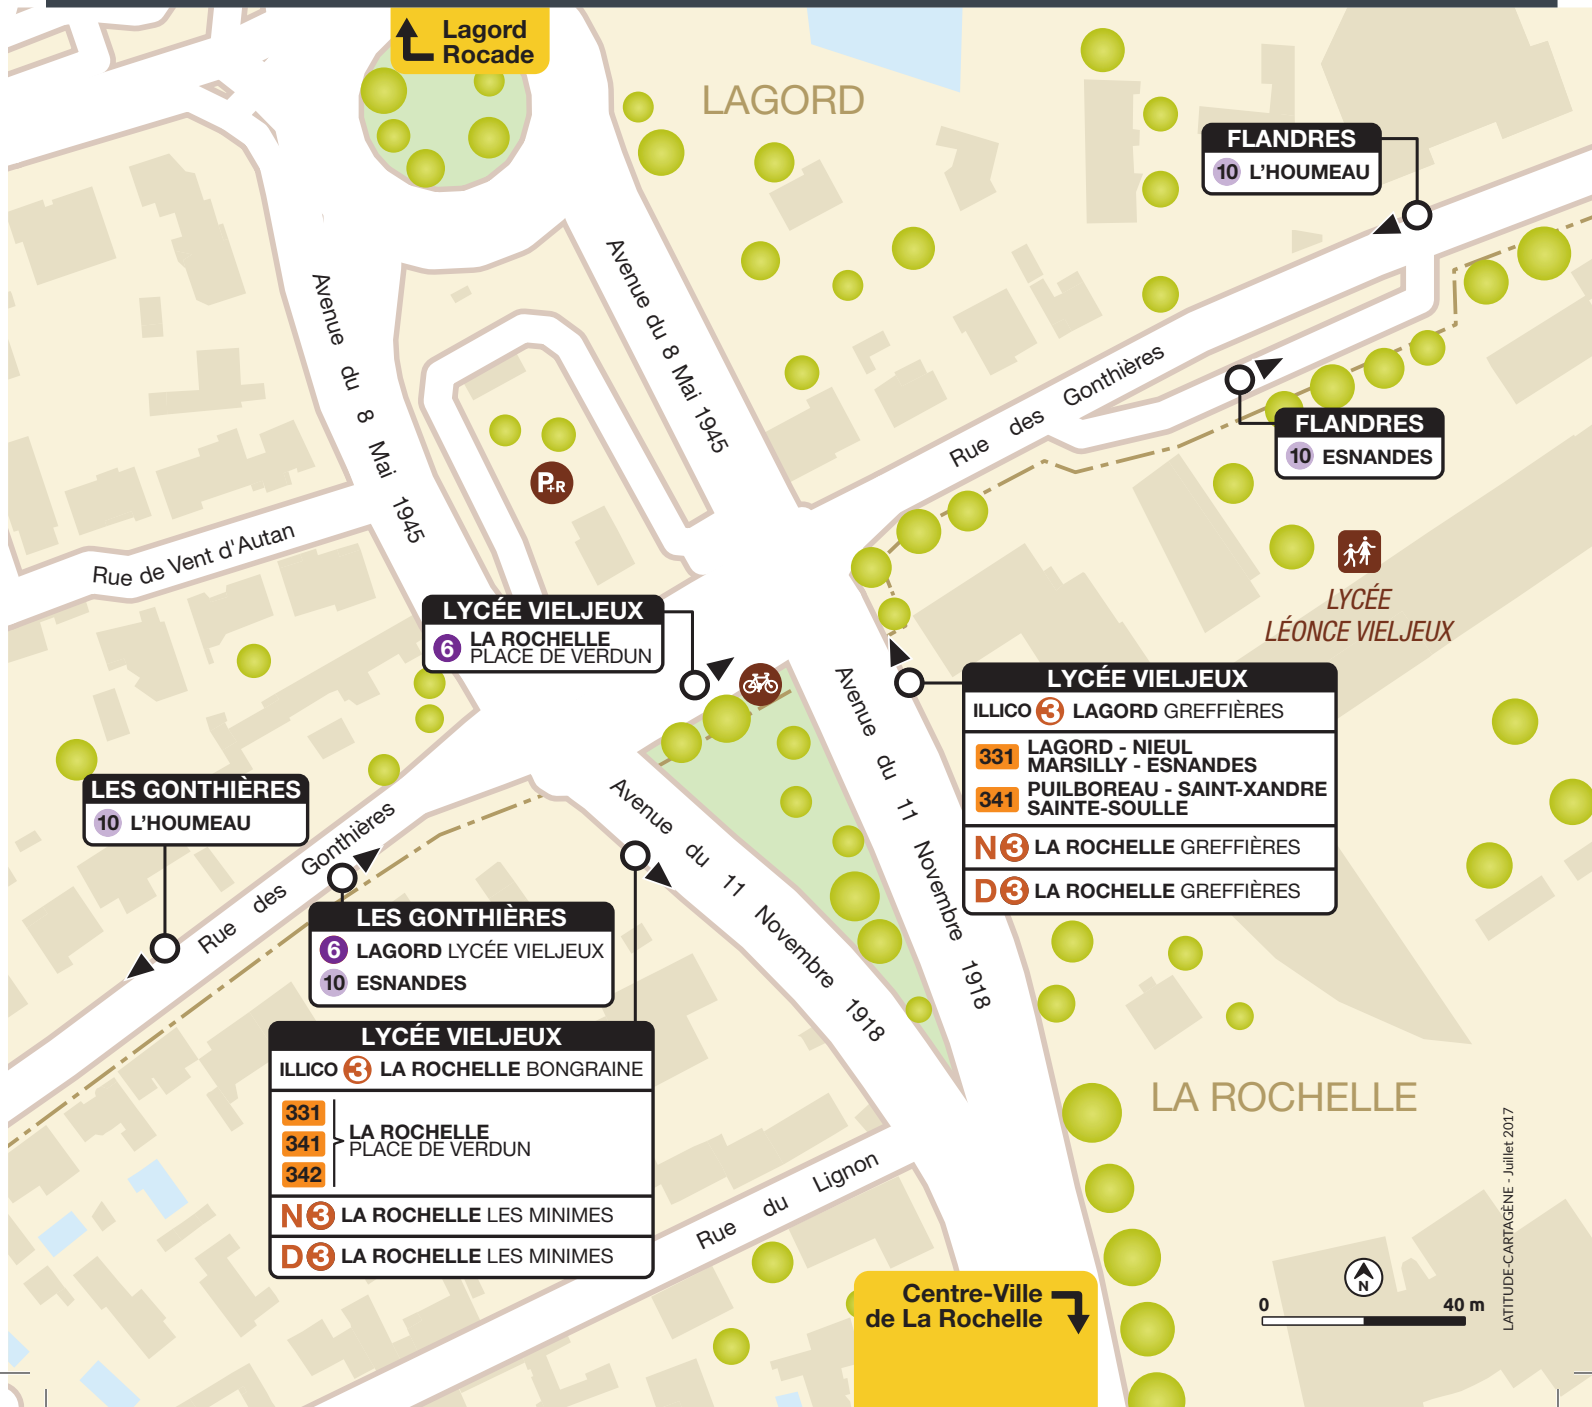 Lagord
Rocade
LAGORD
FLANDRES
10 L'HOUMEAU
Avenue du 8 Mai 1945
Avenue du 8 Mai 1945
Rue des Gonthières
FLANDRES
10 ESNANDES
P+R
Rue de Vent d'Autan
LYCÉE
LÉONCE VIELJEUX
LYCÉE VIELJEUX
6 LA ROCHELLE
PLACE DE VERDUN
LYCÉE VIELJEUX
ILLICO 3 LAGORD GREFFIÈRES
331 LAGORD - NIEUL
MARSILLY - ESNANDES
341 PUILBOREAU - SAINT-XANDRE
SAINTE-SOULLE
N3 LA ROCHELLE GREFFIÈRES
D3 LA ROCHELLE GREFFIÈRES
Avenue du 11 Novembre 1918
Avenue du 11 Novembre 1918
LES GONTHIÈRES
10 L'HOUMEAU
Rue des Gonthières
LES GONTHIÈRES
6 LAGORD LYCÉE VIELJEUX
10 ESNANDES
LYCÉE VIELJEUX
ILLICO 3 LA ROCHELLE BONGRAINE
331
341
342
LA ROCHELLE
PLACE DE VERDUN
N3 LA ROCHELLE LES MINIMES
D3 LA ROCHELLE LES MINIMES
LA ROCHELLE
Rue du Lignon
Centre-Ville
de La Rochelle
N
0 40 m
LATITUDE-CARTAGÈNE - Juillet 2017